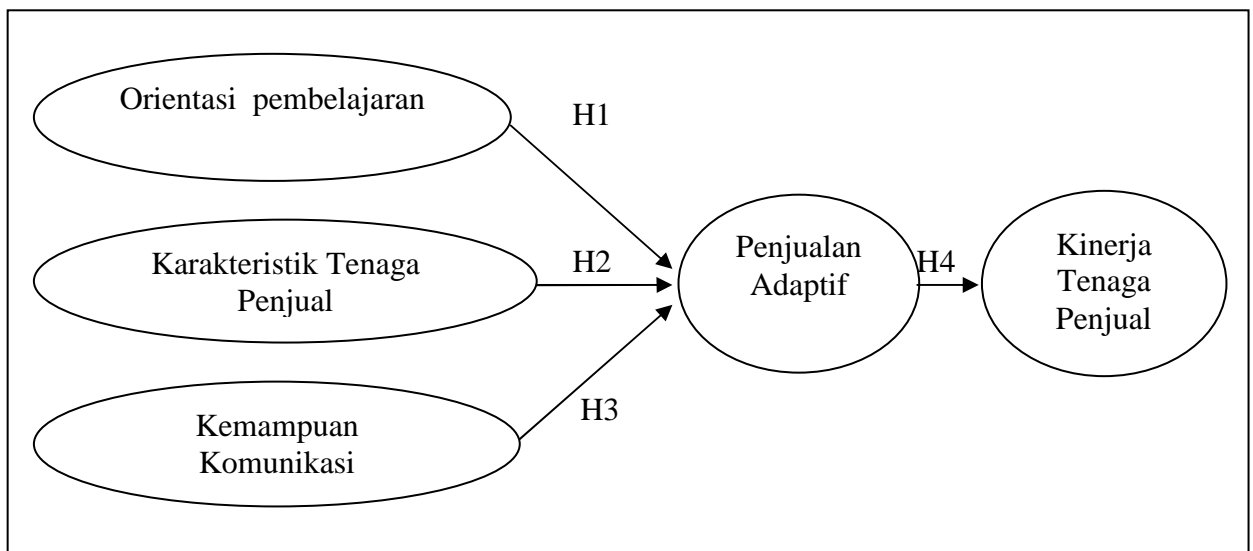 Orientasi pembelajaran
H1
Karakteristik Tenaga
Penjual
H2
Kemampuan
Komunikasi
H3
Penjualan
Adaptif
H4
Kinerja
Tenaga
Penjual